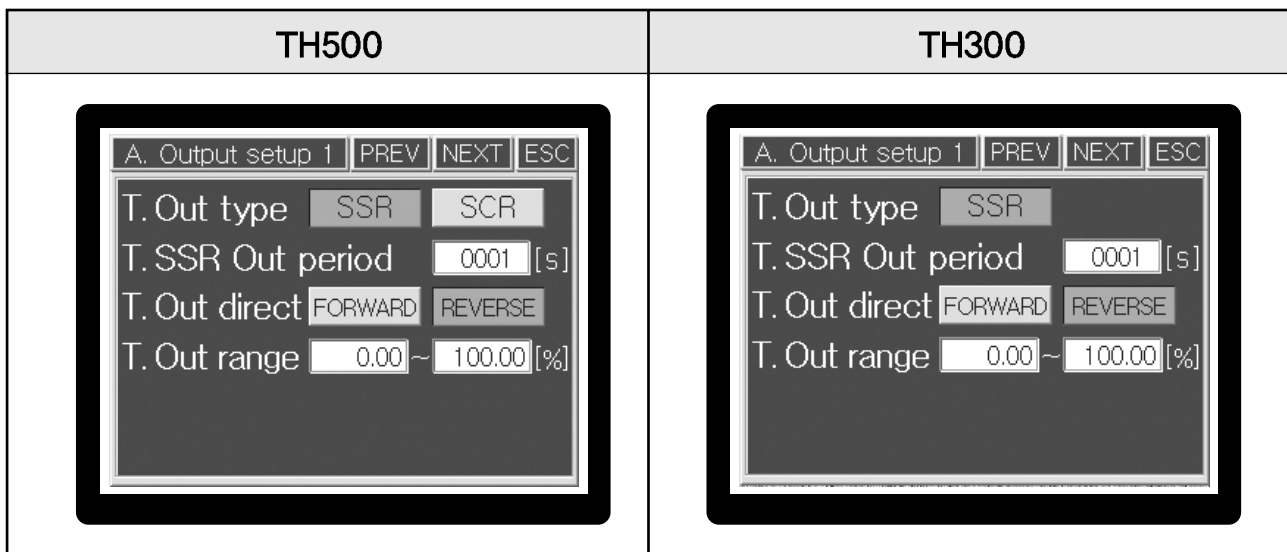 TH500
TH300
A. Output setup 1 PREV NEXT ESC
T. Out type SSR SCR
T. SSR Out period 0001 [s]
T. Out direct FORWARD REVERSE
T. Out range 0.00 ~ 100.00 [%]
A. Output setup 1 PREV NEXT ESC
T. Out type SSR
T. SSR Out period 0001 [s]
T. Out direct FORWARD REVERSE
T. Out range 0.00 ~ 100.00 [%]